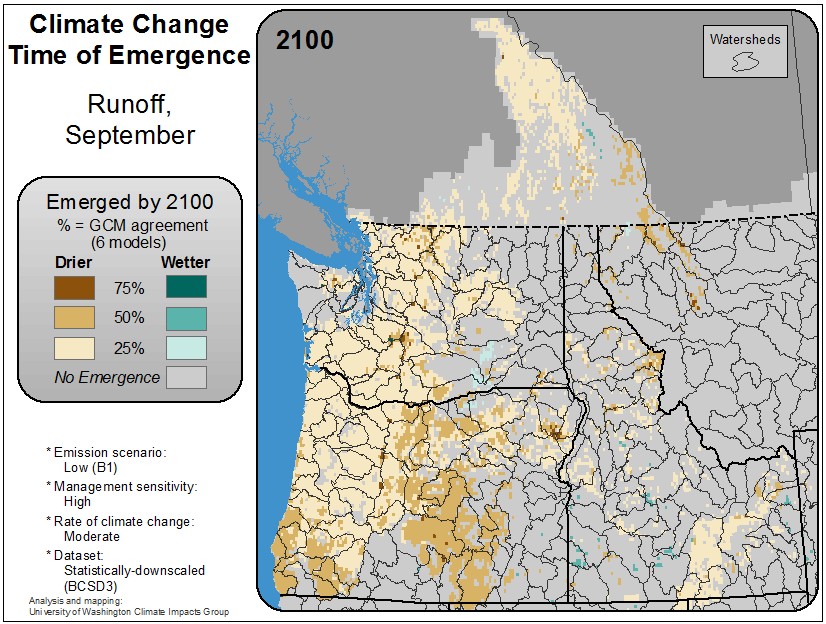 Climate Change
Time of Emergence
Runoff,
September
Emerged by 2100
% = GCM agreement
(6 models)
Drier Wetter
75%
50%
25%
No Emergence
* Emission scenario:
Low (B1)
* Management sensitivity:
High
* Rate of climate change:
Moderate
* Dataset:
Statistically-downscaled
(BCSD3)
Analysis and mapping:
University of Washington Climate Impacts Group
2100
Watersheds